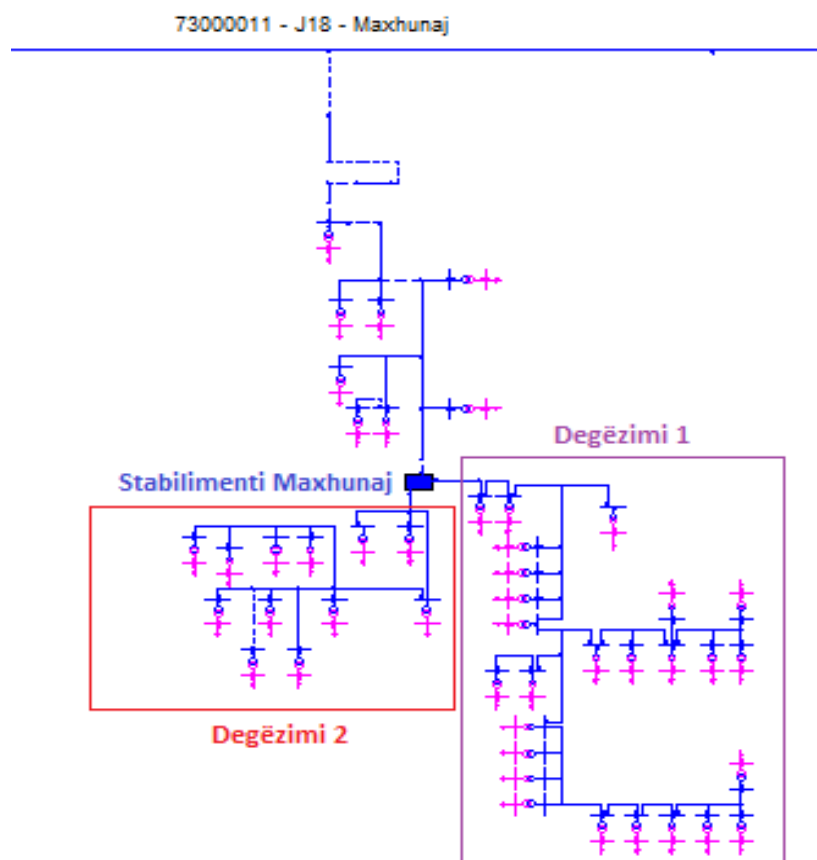 73000011 - J18 - Maxhunaj
Degëzimi 1
Stabilimenti Maxhunaj
Degëzimi 2